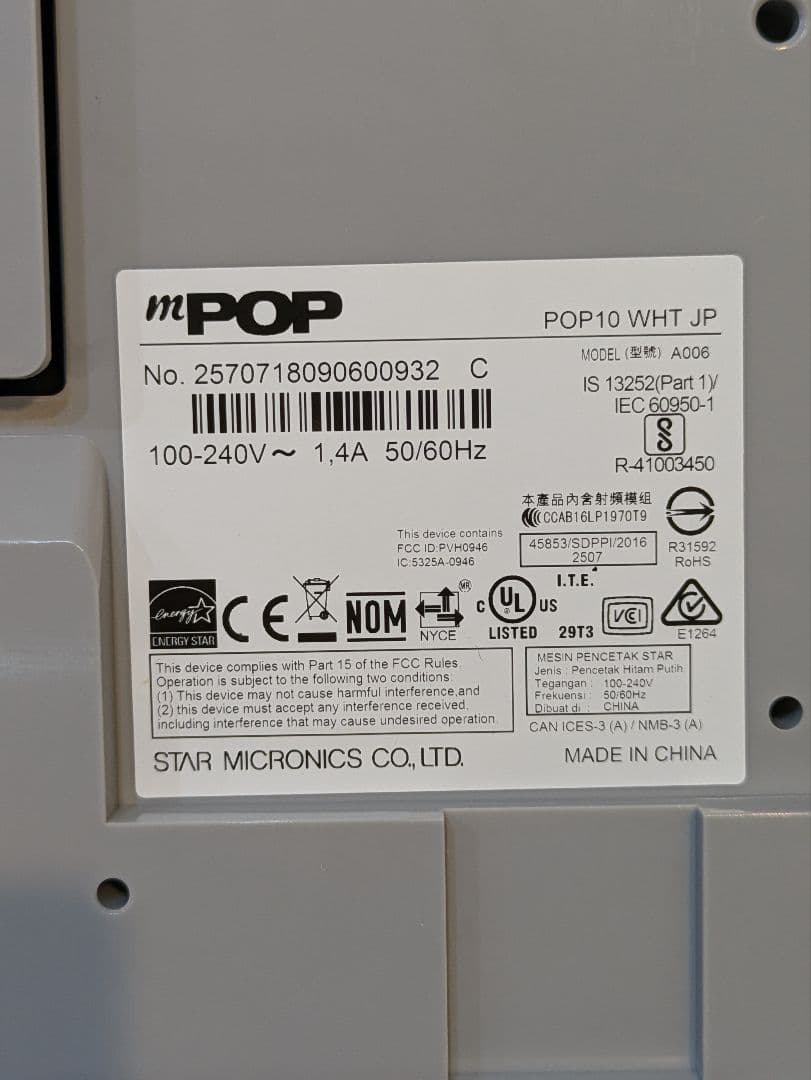 mPOP
POP10 WHT JP
No. 2570718090600932 C
MODEL (型號) A006
IS 13252(Part 1)/
IEC 60950-1
100-240V～ 1,4A 50/60Hz
R-41003450
本產品內含射頻模組
CCAB16LP1970T9
This device contains
FCC ID:PVH0946
IC:5325A-0946
45853/SDPPI/2016
2507
R31592
RoHS
I.T.E.
energy
ENERGY STAR
CE
NOM
MR
NYCE
C UL US
LISTED 29T3
VCCI
E1264
This device complies with Part 15 of the FCC Rules.
Operation is subject to the following two conditions:
(1) This device may not cause harmful interference,and
(2) this device must accept any interference received,
including interference that may cause undesired operation.
MESIN PENCETAK STAR
Jenis : Pencetak Hitam Putih
Tegangan : 100-240V
Frekuensi : 50/60Hz
Dibuat di : CHINA
CAN ICES-3 (A) / NMB-3 (A)
STAR MICRONICS CO., LTD.
MADE IN CHINA